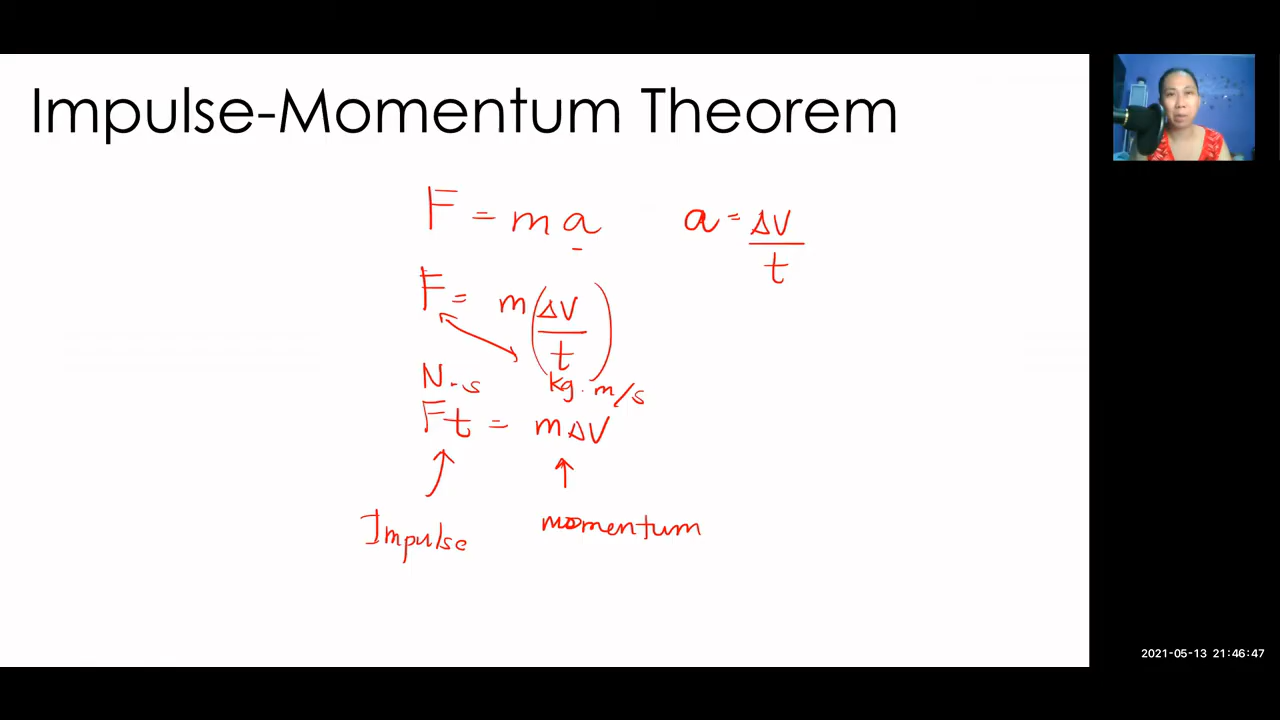 Impulse-Momentum Theorem
F = ma
a = ΔV/t
F = m(ΔV/t)
N·s
kg·m/s
Ft = mΔV
Impulse
momentum
2021-05-13 21:46:47